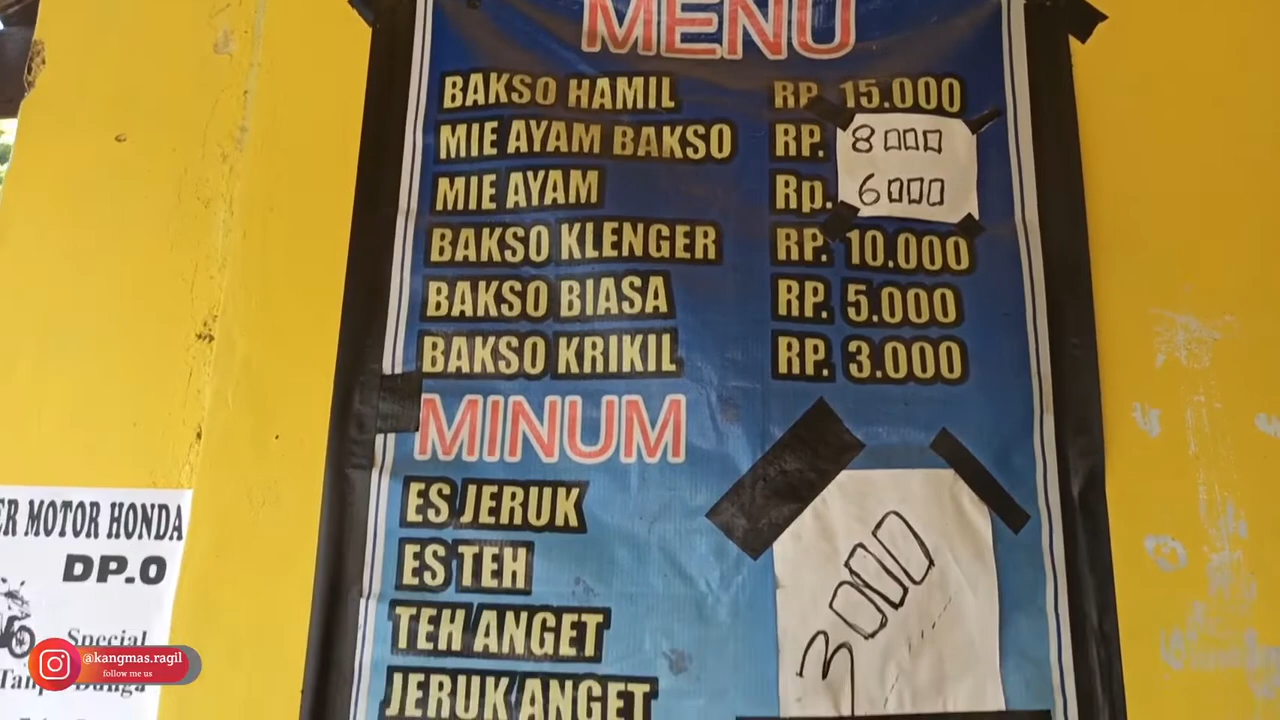 MENU
BAKSO HAMIL RP. 15.000
MIE AYAM BAKSO RP. 8000
MIE AYAM Rp. 6000
BAKSO KLENGER RP. 10.000
BAKSO BIASA RP. 5.000
BAKSO KRIKIL RP. 3.000
MINUM
ES JERUK
ES TEH
TEH ANGET
JERUK ANGET
3000
MOTOR HONDA
DP.0
Special
@kangmas.ragil
follow me us